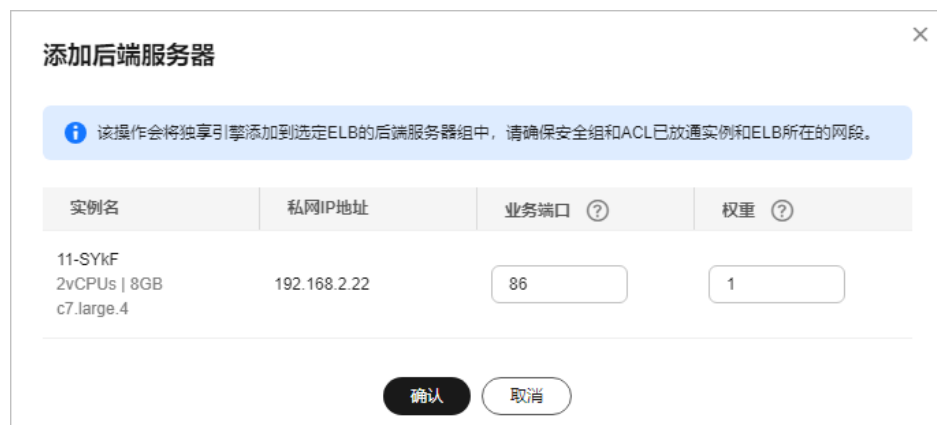 添加后端服务器
该操作会将独享引擎添加到选定ELB的后端服务器组中，请确保安全组和ACL已放通实例和ELB所在的网段。
实例名 私网IP地址 业务端口 权重
11-SYkF
2vCPUs | 8GB 192.168.2.22 86 1
c7.large.4
确认 取消